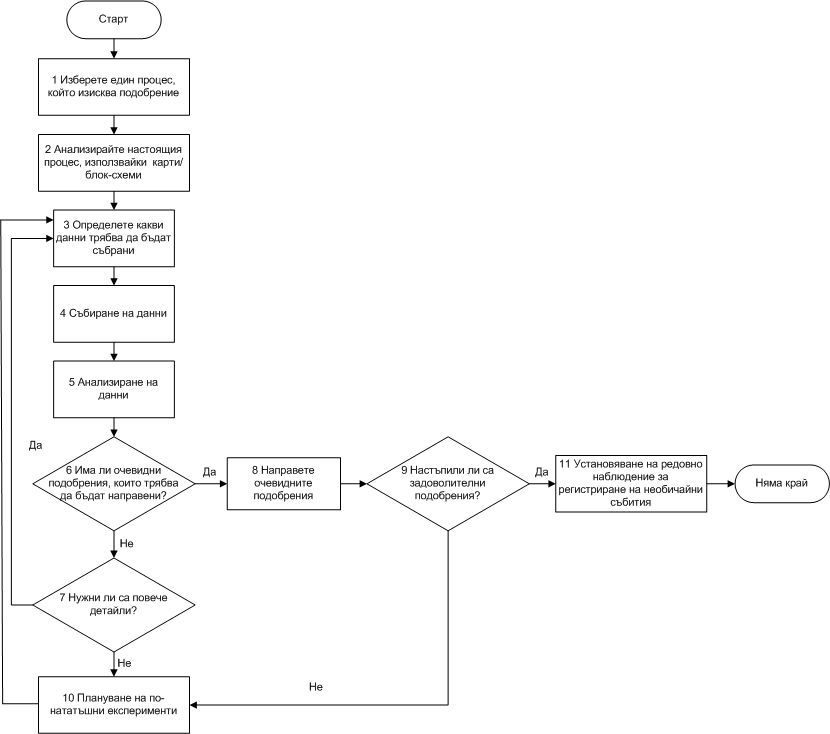 Старт
1 Изберете един процес,
който изисква подобрение
2 Анализирайте настоящия
процес, използвайки карти/
блок-схеми
3 Определете какви
данни трябва да бъдат
събрани
4 Събиране на данни
5 Анализиране на
данни
Да
6 Има ли очевидни
подобрения, които трябва
да бъдат направени?
Да
8 Направете
очевидните
подобрения
9 Настъпили ли са
задоволителни
подобрения?
Да
11 Установяване на редовно
наблюдение за
регистриране на необичайни
събития
Няма край
Не
7 Нужни ли са повече
детайли?
Не
Не
10 Плануване на по-
нататъшни експерименти